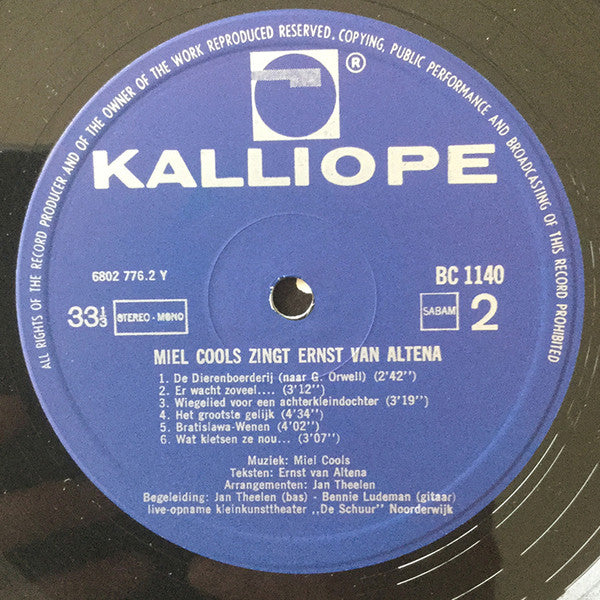 ALL RIGHTS OF THE RECORD PRODUCER AND OF THE OWNER OF THE WORK REPRODUCED RESERVED. COPYING, PUBLIC PERFORMANCE AND BROADCASTING OF THIS RECORD PROHIBITED
®
KALLIOPE
6802 776.2 Y
BC 1140
33⅓
STEREO - MONO
SABAM
2
MIEL COOLS ZINGT ERNST VAN ALTENA
1. De Dierenboerderij (naar G. Orwell) (2'42'')
2. Er wacht zoveel.... (3'12'')
3. Wiegelied voor een achterkleindochter (3'19'')
4. Het grootste gelijk (4'34'')
5. Bratislawa-Wenen (4'02'')
6. Wat kletsen ze nou... (3'07'')
Muziek: Miel Cools
Teksten: Ernst van Altena
Arrangementen: Jan Theelen
Begeleiding: Jan Theelen (bas) - Bennie Ludeman (gitaar)
live-opname kleinkunsttheater ,,De Schuur'' Noorderwijk